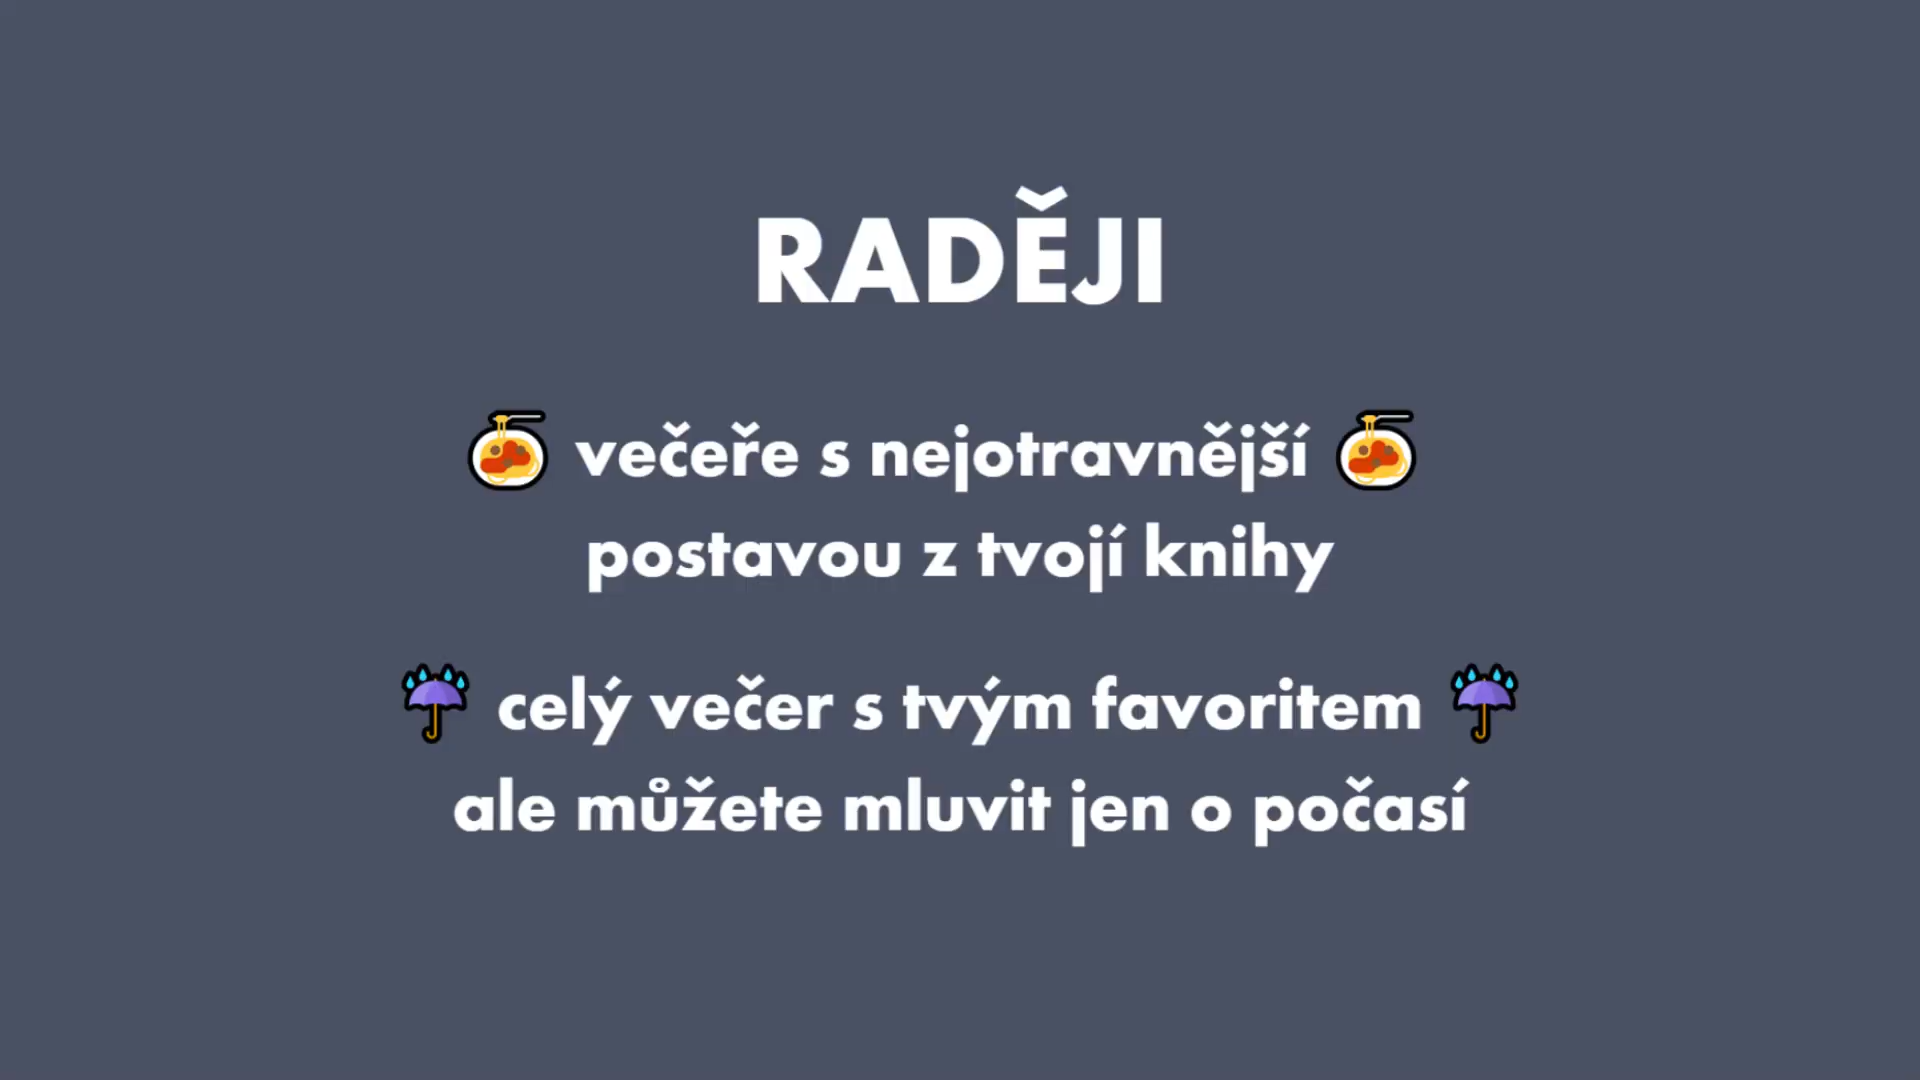 RADĚJI
večeře s nejotravnější
postavou z tvojí knihy
celý večer s tvým favoritem
ale můžete mluvit jen o počasí